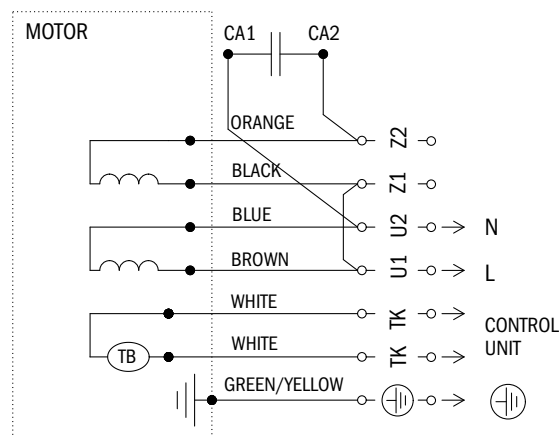 MOTOR
CA1 CA2
ORANGE Z2
BLACK Z1
BLUE U2 N
BROWN U1 L
WHITE TK
CONTROL
UNIT
WHITE TK
TB
GREEN/YELLOW